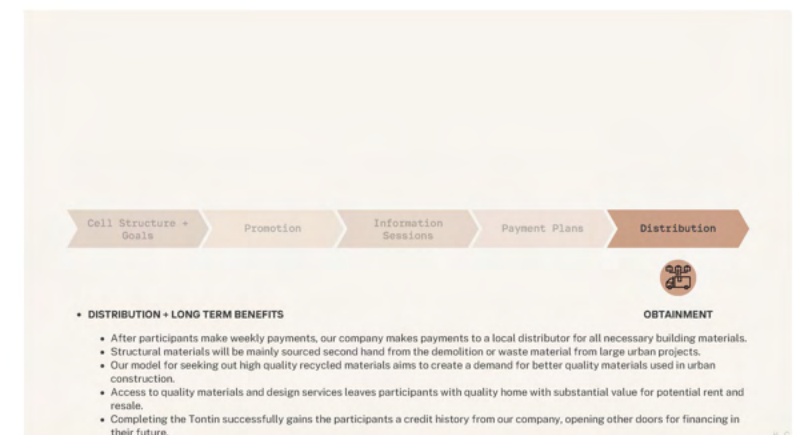 Cell Structure +
Goals
Promotion
Information
Sessions
Payment Plans
Distribution
• DISTRIBUTION + LONG TERM BENEFITS
OBTAINMENT
• After participants make weekly payments, our company makes payments to a local distributor for all necessary building materials.
• Structural materials will be mainly sourced second hand from the demolition or waste material from large urban projects.
• Our model for seeking out high quality recycled materials aims to create a demand for better quality materials used in urban
construction.
• Access to quality materials and design services leaves participants with quality home with substantial value for potential rent and
resale.
• Completing the Tontin successfully gains the participants a credit history from our company, opening other doors for financing in
their future.